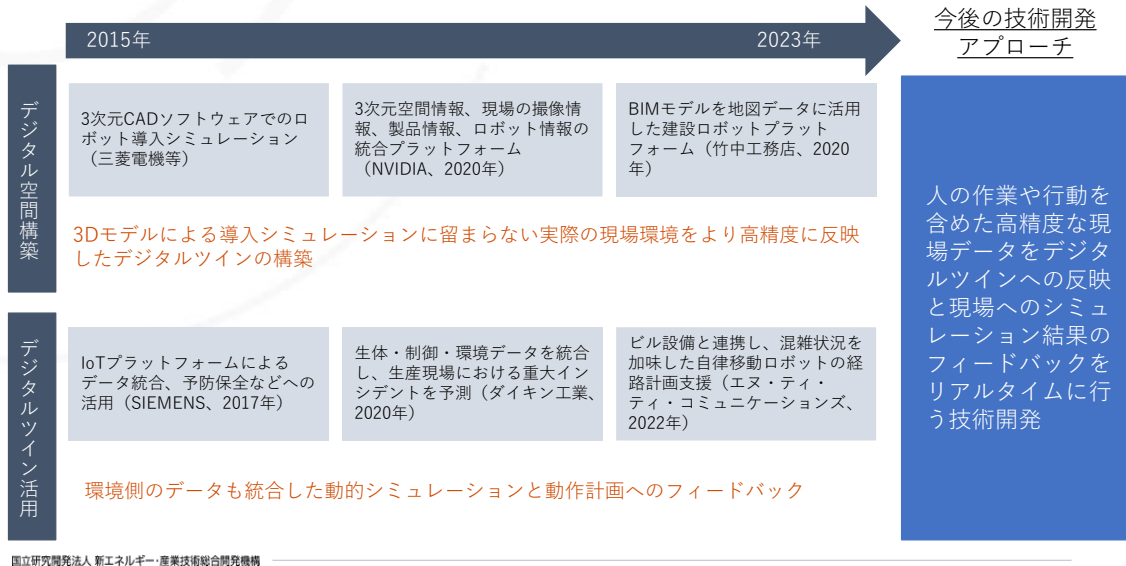 2015年
2023年
今後の技術開発
アプローチ
デジタル空間構築
3次元CADソフトウェアでのロ
ボット導入シミュレーション
（三菱電機等）
3次元空間情報、現場の撮像情
報、製品情報、ロボット情報の
統合プラットフォーム
（NVIDIA、2020年）
BIMモデルを地図データに活用
した建設ロボットプラット
フォーム（竹中工務店、2020
年）
3Dモデルによる導入シミュレーションに留まらない実際の現場環境をより高精度に反映
したデジタルツインの構築
デジタルツイン活用
IoTプラットフォームによる
データ統合、予防保全などへの
活用（SIEMENS、2017年）
生体・制御・環境データを統合
し、生産現場における重大イン
シデントを予測（ダイキン工業、
2020年）
ビル設備と連携し、混雑状況を
加味した自律移動ロボットの経
路計画支援（エヌ・ティ・
ティ・コミュニケーションズ、
2022年）
環境側のデータも統合した動的シミュレーションと動作計画へのフィードバック
人の作業や行動を
含めた高精度な現
場データをデジタ
ルツインへの反映
と現場へのシミュ
レーション結果の
フィードバックを
リアルタイムに行
う技術開発
国立研究開発法人 新エネルギー・産業技術総合開発機構